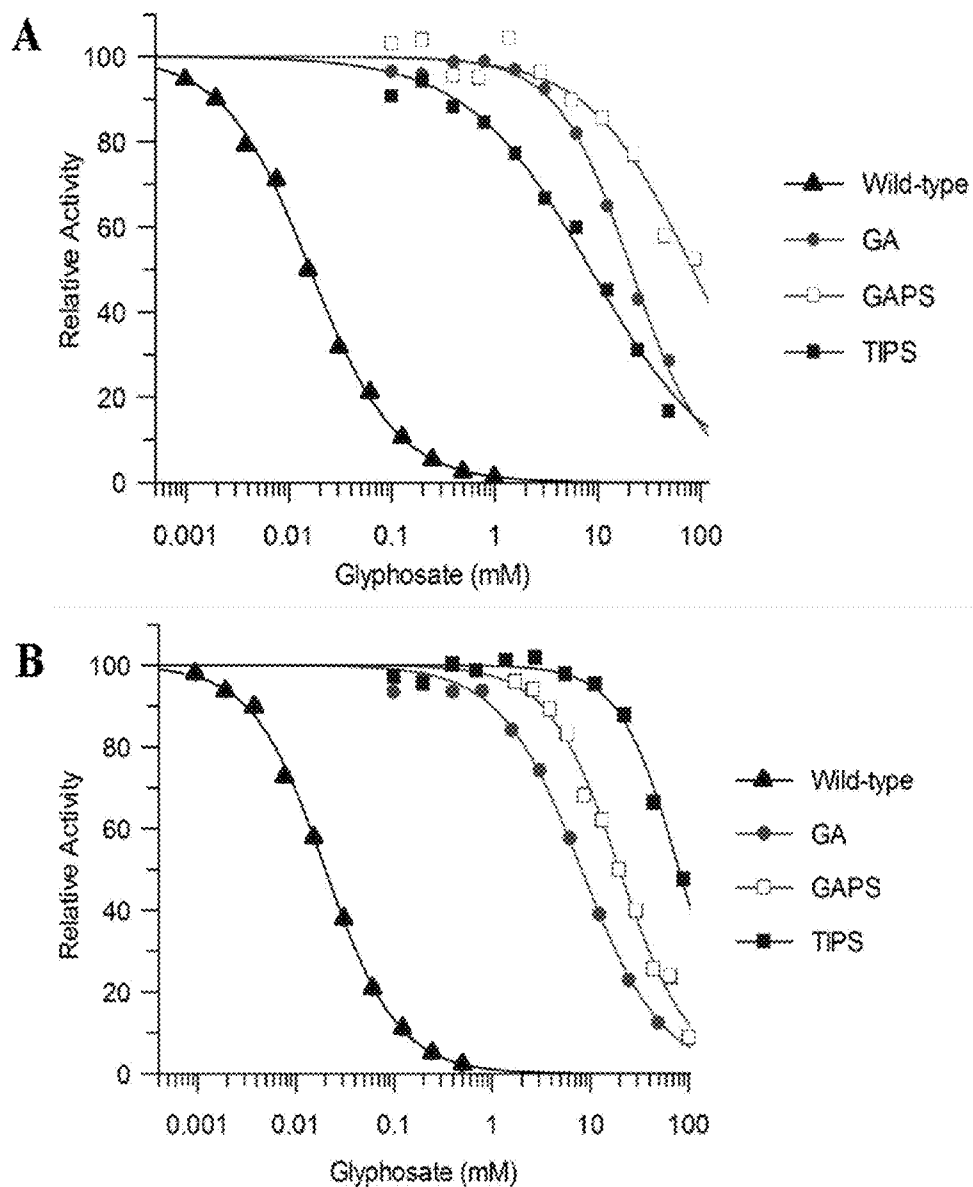 A
100
80
60
40
20
0
Relative Activity
0.001 0.01 0.1 1 10 100
Glyphosate (mM)
Wild-type
GA
GAPS
TIPS
B
100
80
60
40
20
0
Relative Activity
0.001 0.01 0.1 1 10 100
Glyphosate (mM)
Wild-type
GA
GAPS
TIPS